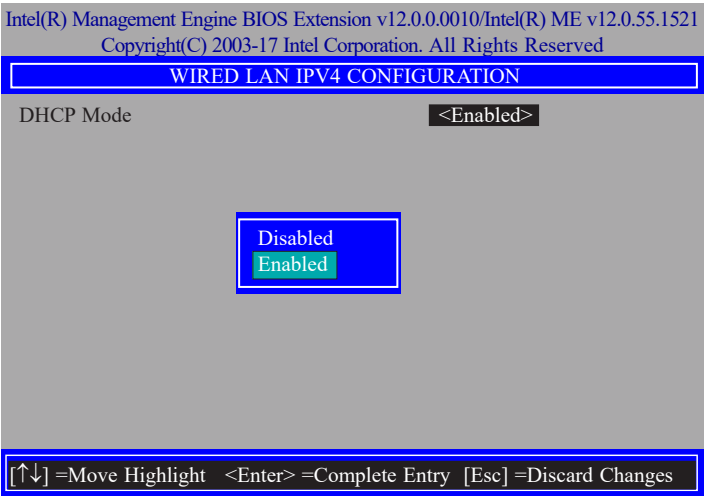 Intel(R) Management Engine BIOS Extension v12.0.0.0010/Intel(R) ME v12.0.55.1521
Copyright(C) 2003-17 Intel Corporation. All Rights Reserved
WIRED LAN IPV4 CONFIGURATION
DHCP Mode <Enabled>
Disabled
Enabled
[↑↓] =Move Highlight <Enter> =Complete Entry [Esc] =Discard Changes